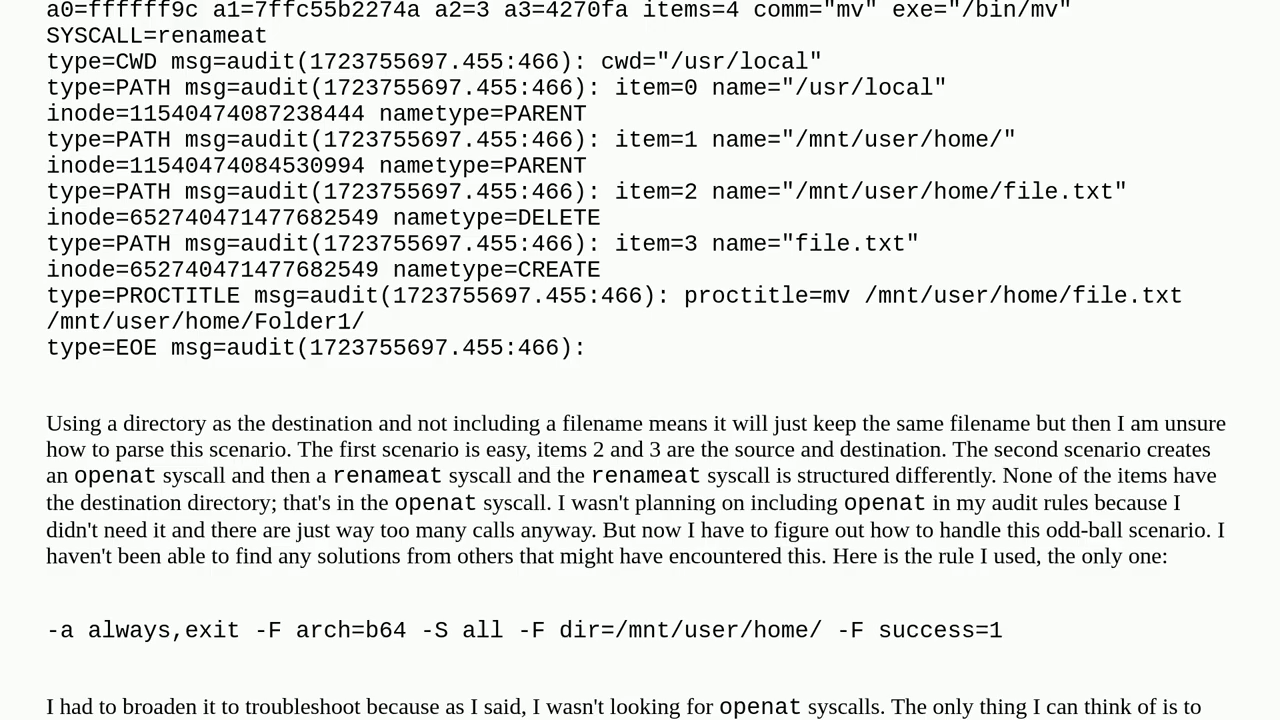 a0=ffffff9c a1=7ffc55b2274a a2=3 a3=4270fa items=4 comm="mv" exe="/bin/mv"
SYSCALL=renameat
type=CWD msg=audit(1723755697.455:466): cwd="/usr/local"
type=PATH msg=audit(1723755697.455:466): item=0 name="/usr/local"
inode=11540474087238444 nametype=PARENT
type=PATH msg=audit(1723755697.455:466): item=1 name="/mnt/user/home/"
inode=11540474084530994 nametype=PARENT
type=PATH msg=audit(1723755697.455:466): item=2 name="/mnt/user/home/file.txt"
inode=652740471477682549 nametype=DELETE
type=PATH msg=audit(1723755697.455:466): item=3 name="file.txt"
inode=652740471477682549 nametype=CREATE
type=PROCTITLE msg=audit(1723755697.455:466): proctitle=mv /mnt/user/home/file.txt
/mnt/user/home/Folder1/
type=EOE msg=audit(1723755697.455:466):
Using a directory as the destination and not including a filename means it will just keep the same filename but then I am unsure
how to parse this scenario. The first scenario is easy, items 2 and 3 are the source and destination. The second scenario creates
an openat syscall and then a renameat syscall and the renameat syscall is structured differently. None of the items have
the destination directory; that's in the openat syscall. I wasn't planning on including openat in my audit rules because I
didn't need it and there are just way too many calls anyway. But now I have to figure out how to handle this odd-ball scenario. I
haven't been able to find any solutions from others that might have encountered this. Here is the rule I used, the only one:
-a always,exit -F arch=b64 -S all -F dir=/mnt/user/home/ -F success=1
I had to broaden it to troubleshoot because as I said, I wasn't looking for openat syscalls. The only thing I can think of is to